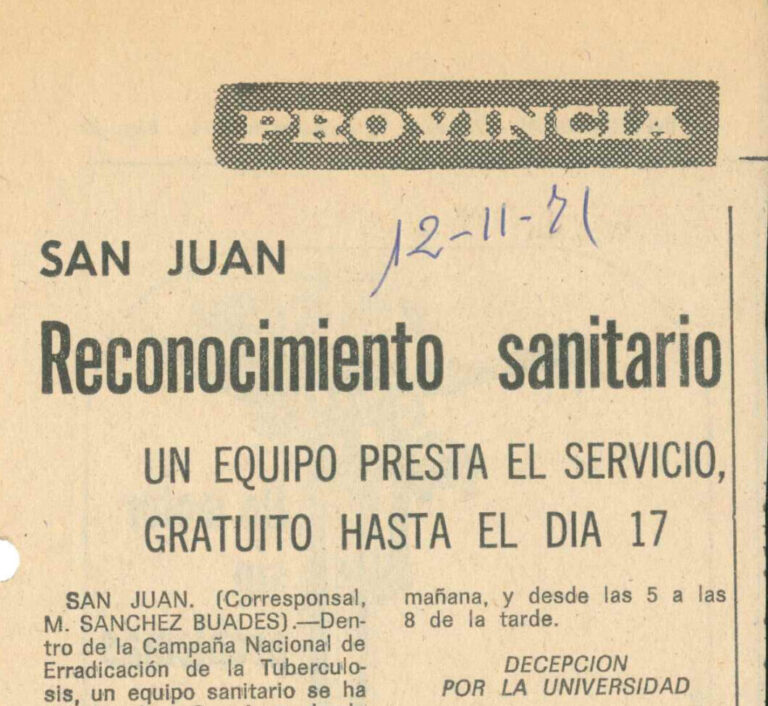 PROVINCIA
12-11-71
SAN JUAN
Reconocimiento sanitario
UN EQUIPO PRESTA EL SERVICIO,
GRATUITO HASTA EL DIA 17
SAN JUAN. (Corresponsal,
M. SANCHEZ BUADES).—Den-
tro de la Campaña Nacional de
Erradicación de la Tuberculo-
sis, un equipo sanitario se ha
mañana, y desde las 5 a las
8 de la tarde.
DECEPCION
POR LA UNIVERSIDAD